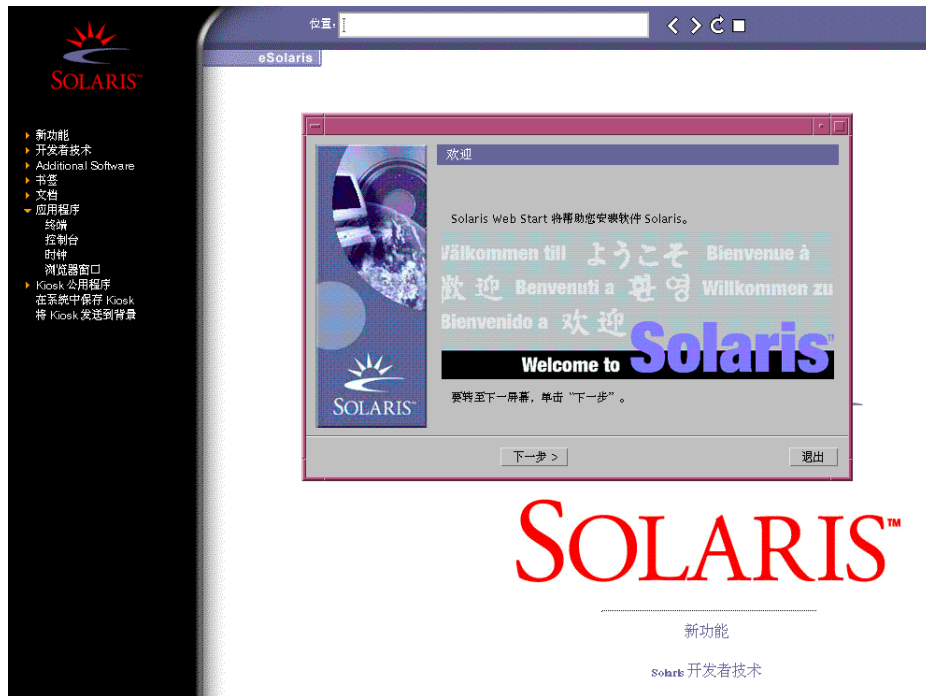 SOLARIS™
新功能
开发者技术
Additional Software
书签
文档
应用程序
终端
控制台
时钟
浏览器窗口
Kiosk 公用程序
在系统中保存 Kiosk
将 Kiosk 发送到背景
位置:
eSolaris
欢迎
Solaris Web Start 将帮助您安装软件 Solaris。
Välkommen till ようこそ Bienvenue à
歡迎 Benvenuti a 환영 Willkommen zu
Bienvenido a 欢迎
Welcome to Solaris™
SOLARIS™
要转至下一屏幕，单击“下一步”。
下一步 >
退出
SOLARIS™
新功能
Solaris 开发者技术